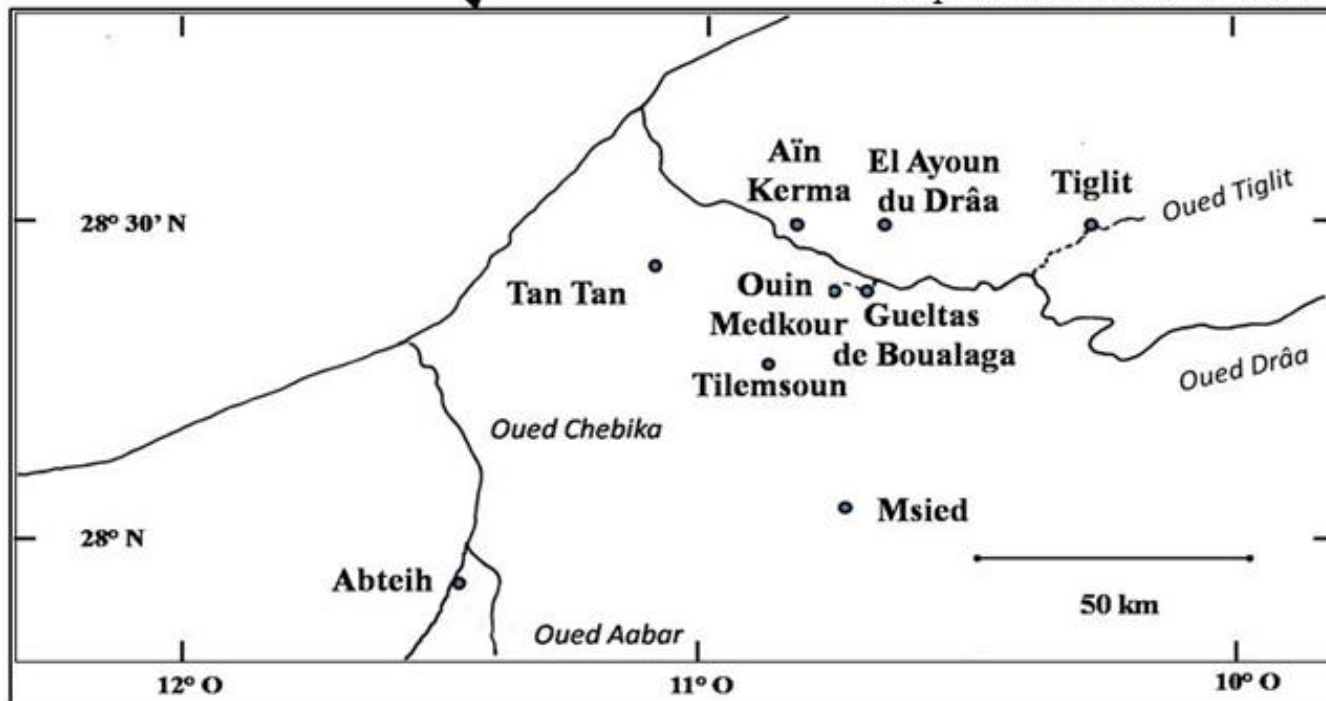 Aïn
Kerma
El Ayoun
du Drâa
Tiglit
Oued Tiglit
28° 30’ N
Tan Tan
Ouin
Medkour
Gueltas
de Boualaga
Tilemsoun
Oued Drâa
Oued Chebika
Msied
28° N
Abteih
50 km
Oued Aabar
12° O
11° O
10° O